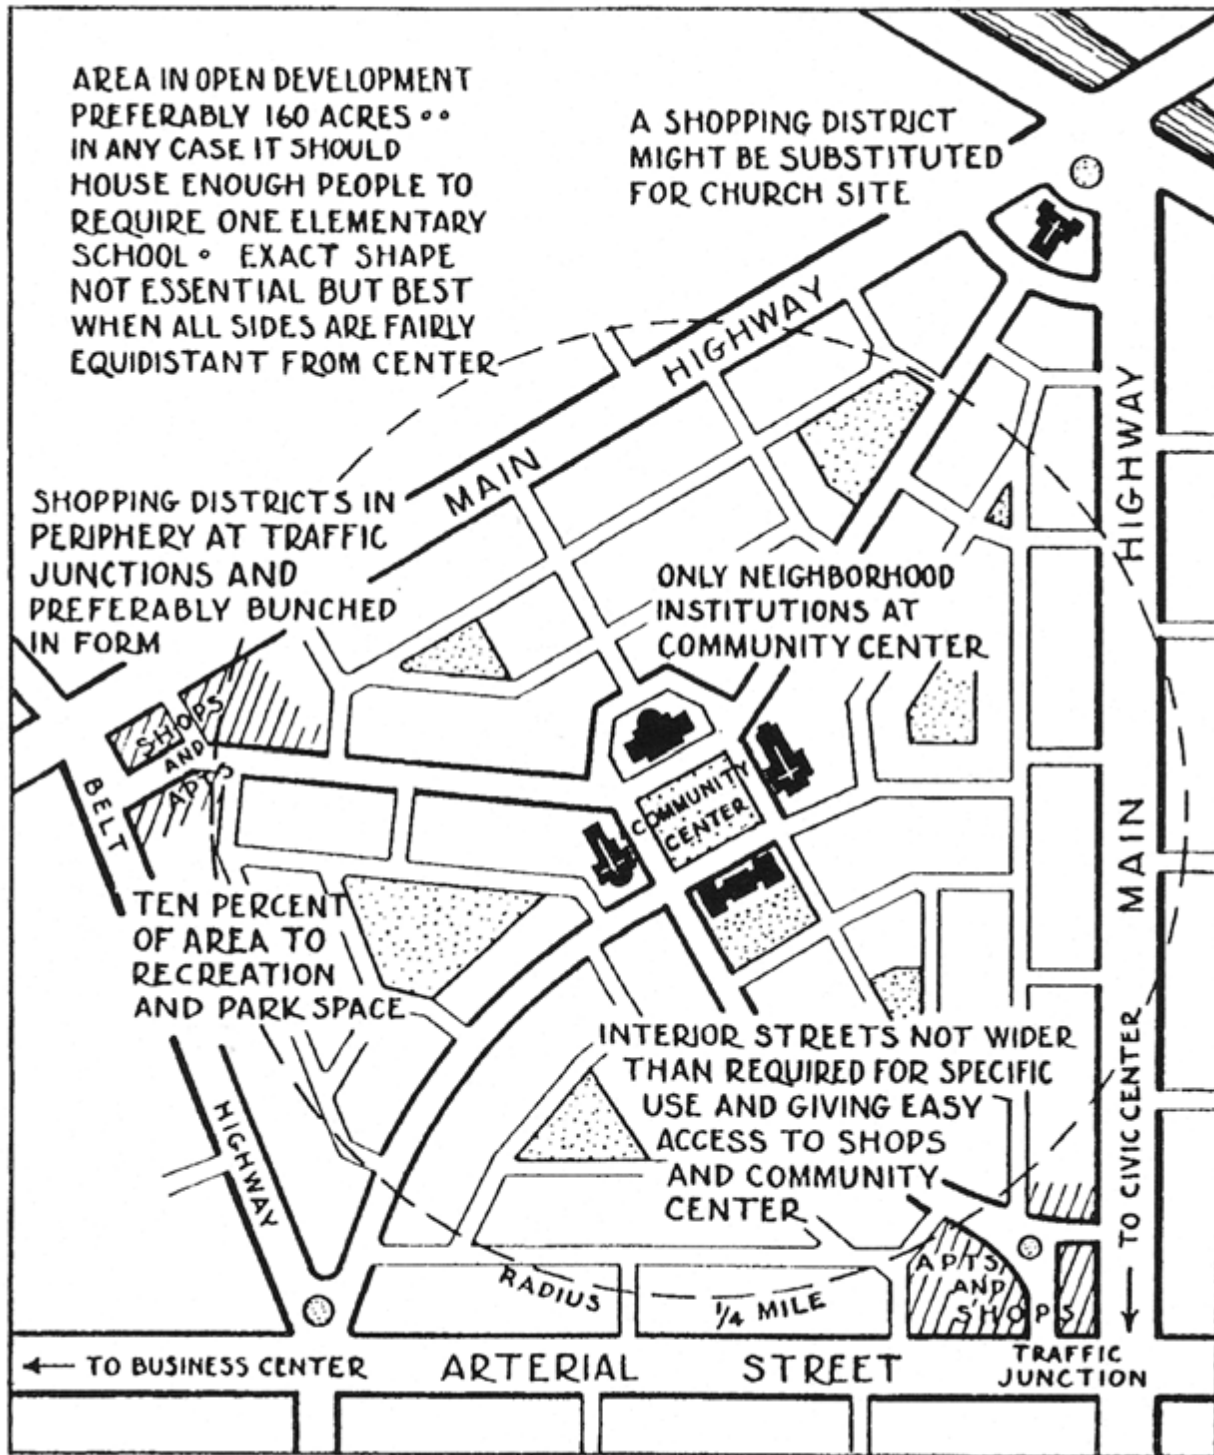 AREA IN OPEN DEVELOPMENT
PREFERABLY 160 ACRES ••
IN ANY CASE IT SHOULD
HOUSE ENOUGH PEOPLE TO
REQUIRE ONE ELEMENTARY
SCHOOL • EXACT SHAPE
NOT ESSENTIAL BUT BEST
WHEN ALL SIDES ARE FAIRLY
EQUIDISTANT FROM CENTER
A SHOPPING DISTRICT
MIGHT BE SUBSTITUTED
FOR CHURCH SITE
MAIN HIGHWAY
SHOPPING DISTRICTS IN
PERIPHERY AT TRAFFIC
JUNCTIONS AND
PREFERABLY BUNCHED
IN FORM
ONLY NEIGHBORHOOD
INSTITUTIONS AT
COMMUNITY CENTER
SHOPS
AND
APTS
COMMUNITY
CENTER
MAIN HIGHWAY
BELT HIGHWAY
TEN PERCENT
OF AREA TO
RECREATION
AND PARK SPACE
INTERIOR STREETS NOT WIDER
THAN REQUIRED FOR SPECIFIC
USE AND GIVING EASY
ACCESS TO SHOPS
AND COMMUNITY
CENTER
TO CIVIC CENTER
APTS
AND
SHOPS
RADIUS 1/4 MILE
TO BUSINESS CENTER
ARTERIAL STREET
TRAFFIC
JUNCTION